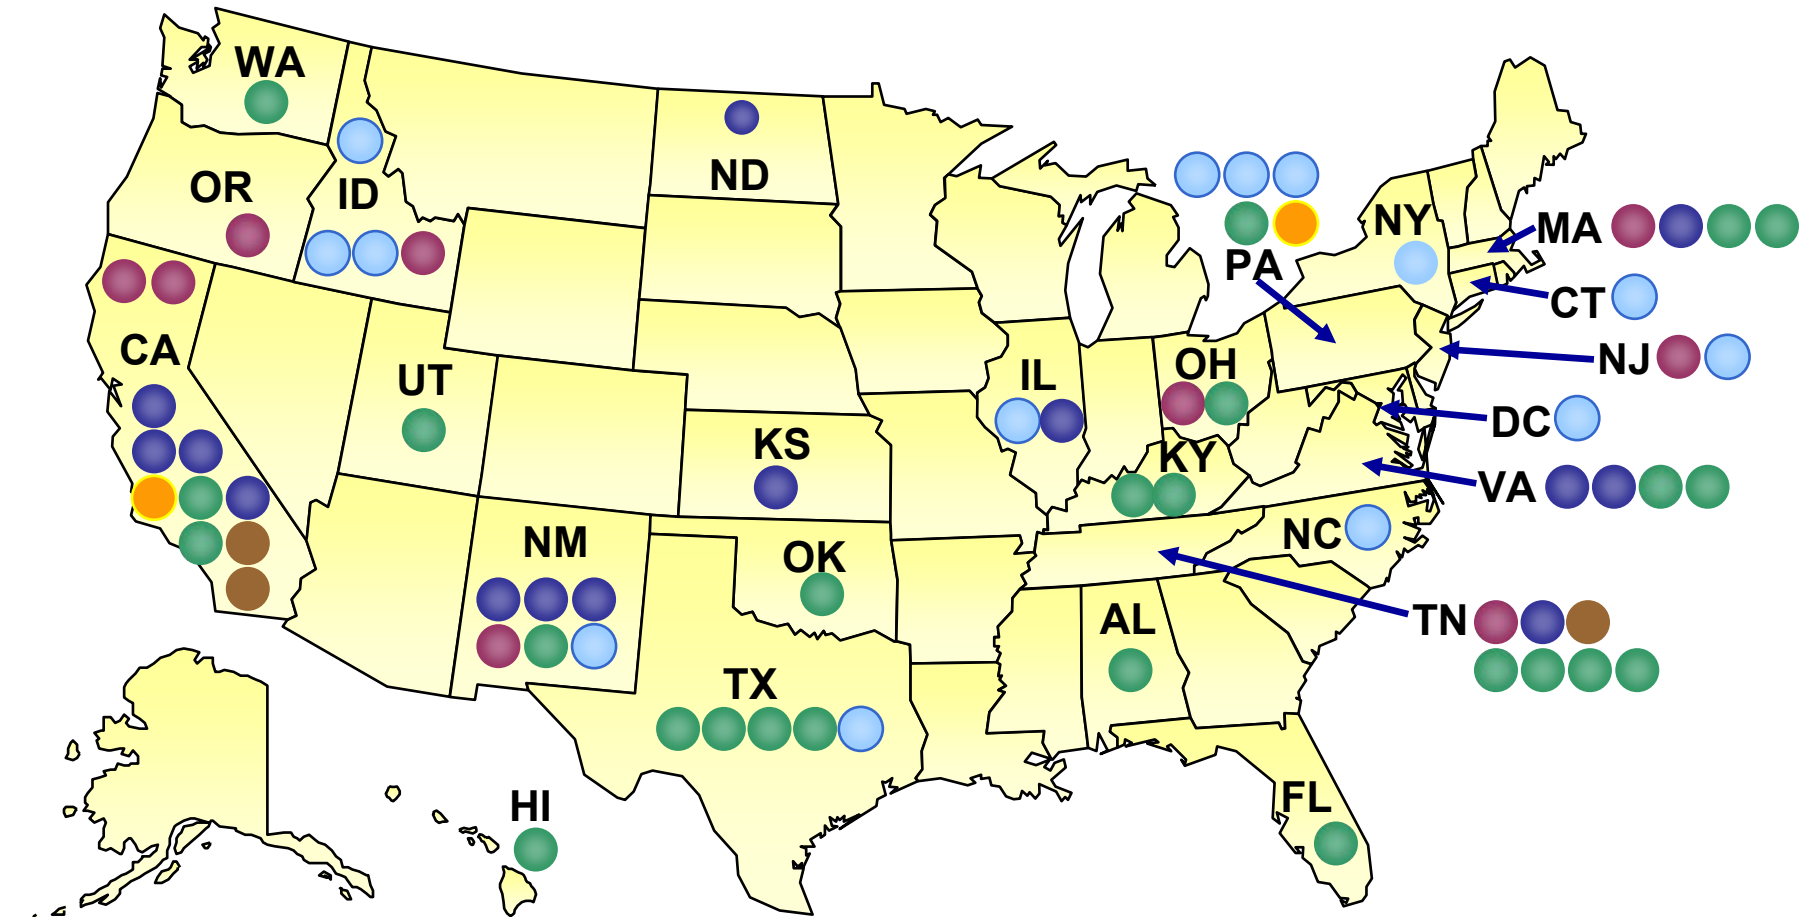 WA
OR
ID
ND
NY
MA
PA
CT
CA
NJ
UT
IL
OH
DC
KS
KY
VA
NM
OK
NC
AL
TN
TX
HI
FL